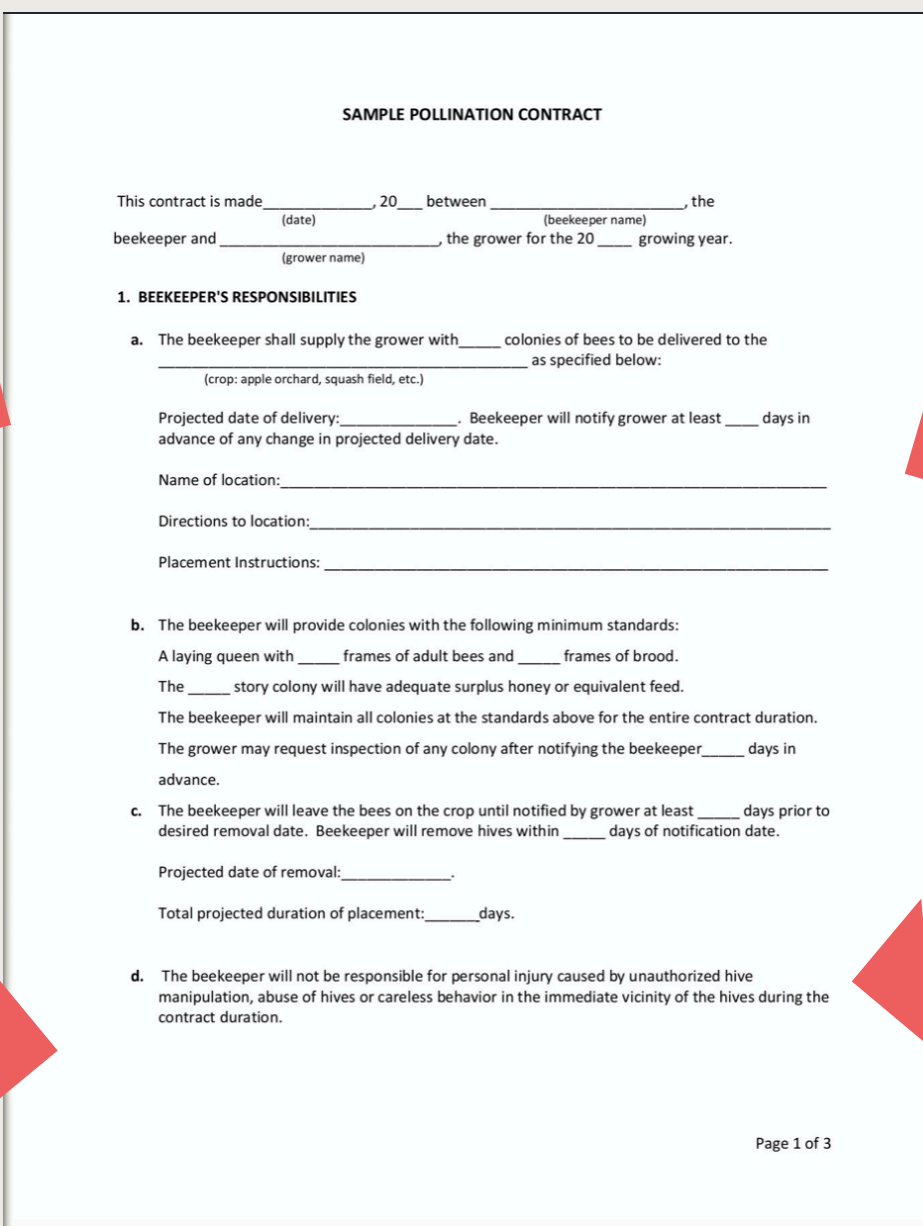 SAMPLE POLLINATION CONTRACT
This contract is made_____________, 20___ between _______________________, the
(date) (beekeeper name)
beekeeper and __________________________, the grower for the 20 ____ growing year.
(grower name)
1. BEEKEEPER'S RESPONSIBILITIES
a. The beekeeper shall supply the grower with_____ colonies of bees to be delivered to the
____________________________________________ as specified below:
(crop: apple orchard, squash field, etc.)
Projected date of delivery:______________. Beekeeper will notify grower at least ____ days in
advance of any change in projected delivery date.
Name of location:_________________________________________________________________
Directions to location:______________________________________________________________
Placement Instructions: ____________________________________________________________
b. The beekeeper will provide colonies with the following minimum standards:
A laying queen with _____ frames of adult bees and _____ frames of brood.
The _____ story colony will have adequate surplus honey or equivalent feed.
The beekeeper will maintain all colonies at the standards above for the entire contract duration.
The grower may request inspection of any colony after notifying the beekeeper_____ days in
advance.
c. The beekeeper will leave the bees on the crop until notified by grower at least _____ days prior to
desired removal date. Beekeeper will remove hives within _____ days of notification date.
Projected date of removal:_____________.
Total projected duration of placement:_______days.
d. The beekeeper will not be responsible for personal injury caused by unauthorized hive
manipulation, abuse of hives or careless behavior in the immediate vicinity of the hives during the
contract duration.
Page 1 of 3